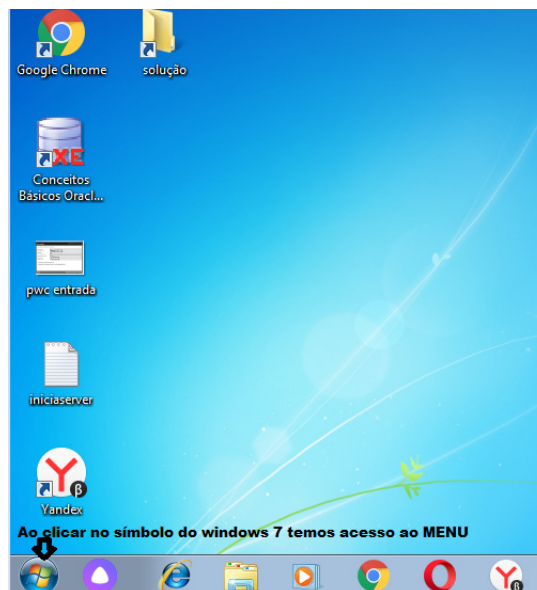 Google Chrome
solução
XE
Conceitos
Básicos Oracl...
pwc entrada
iniciaserver
Y
β
Yandex
Ao clicar no símbolo do windows 7 temos acesso ao MENU